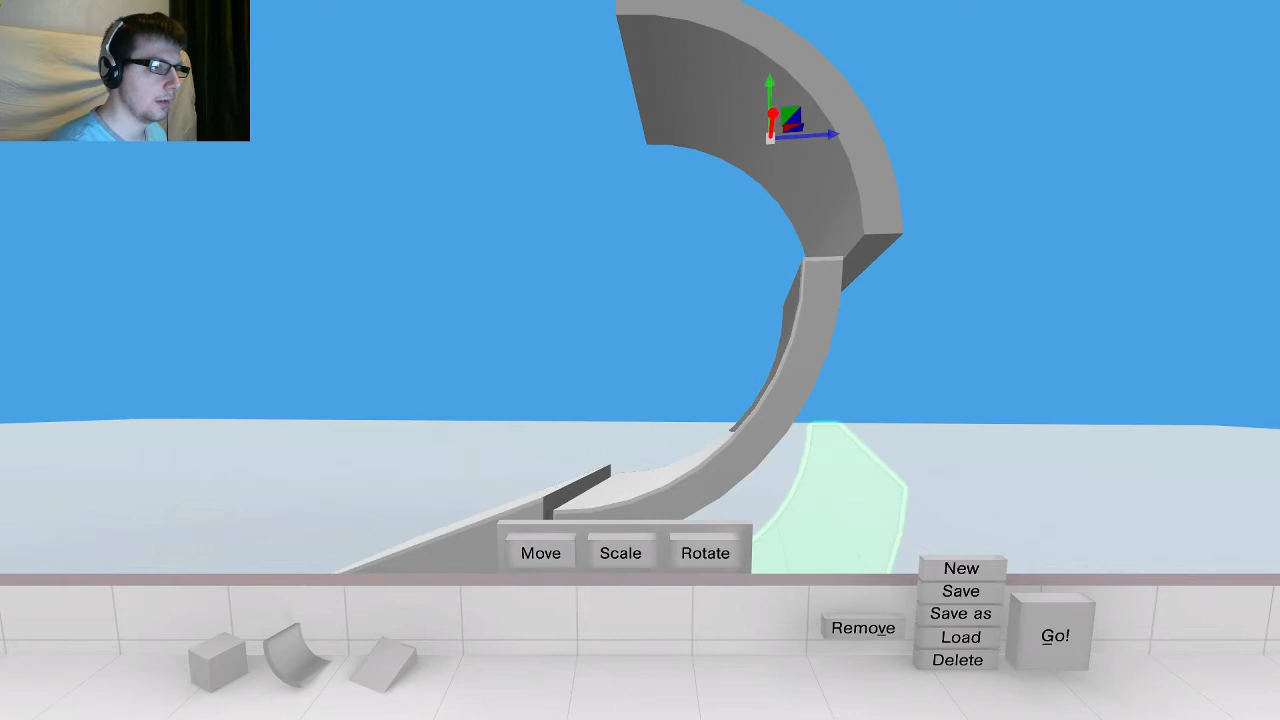 Move Scale Rotate
New
Save
Save as
Load
Delete
Remove
Go!